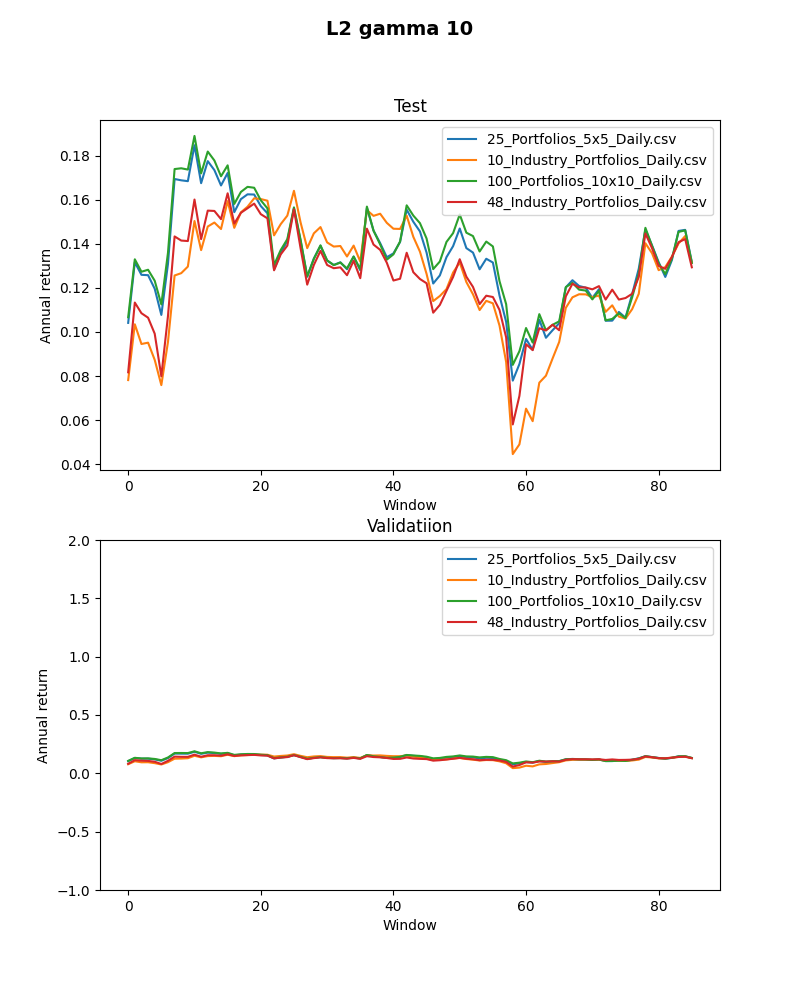 L2 gamma 10
Test
25_Portfolios_5x5_Daily.csv
10_Industry_Portfolios_Daily.csv
100_Portfolios_10x10_Daily.csv
48_Industry_Portfolios_Daily.csv
Annual return
0.18
0.16
0.14
0.12
0.10
0.08
0.06
0.04
0 20 40 60 80
Window
Validatiion
25_Portfolios_5x5_Daily.csv
10_Industry_Portfolios_Daily.csv
100_Portfolios_10x10_Daily.csv
48_Industry_Portfolios_Daily.csv
Annual return
2.0
1.5
1.0
0.5
0.0
−0.5
−1.0
0 20 40 60 80
Window